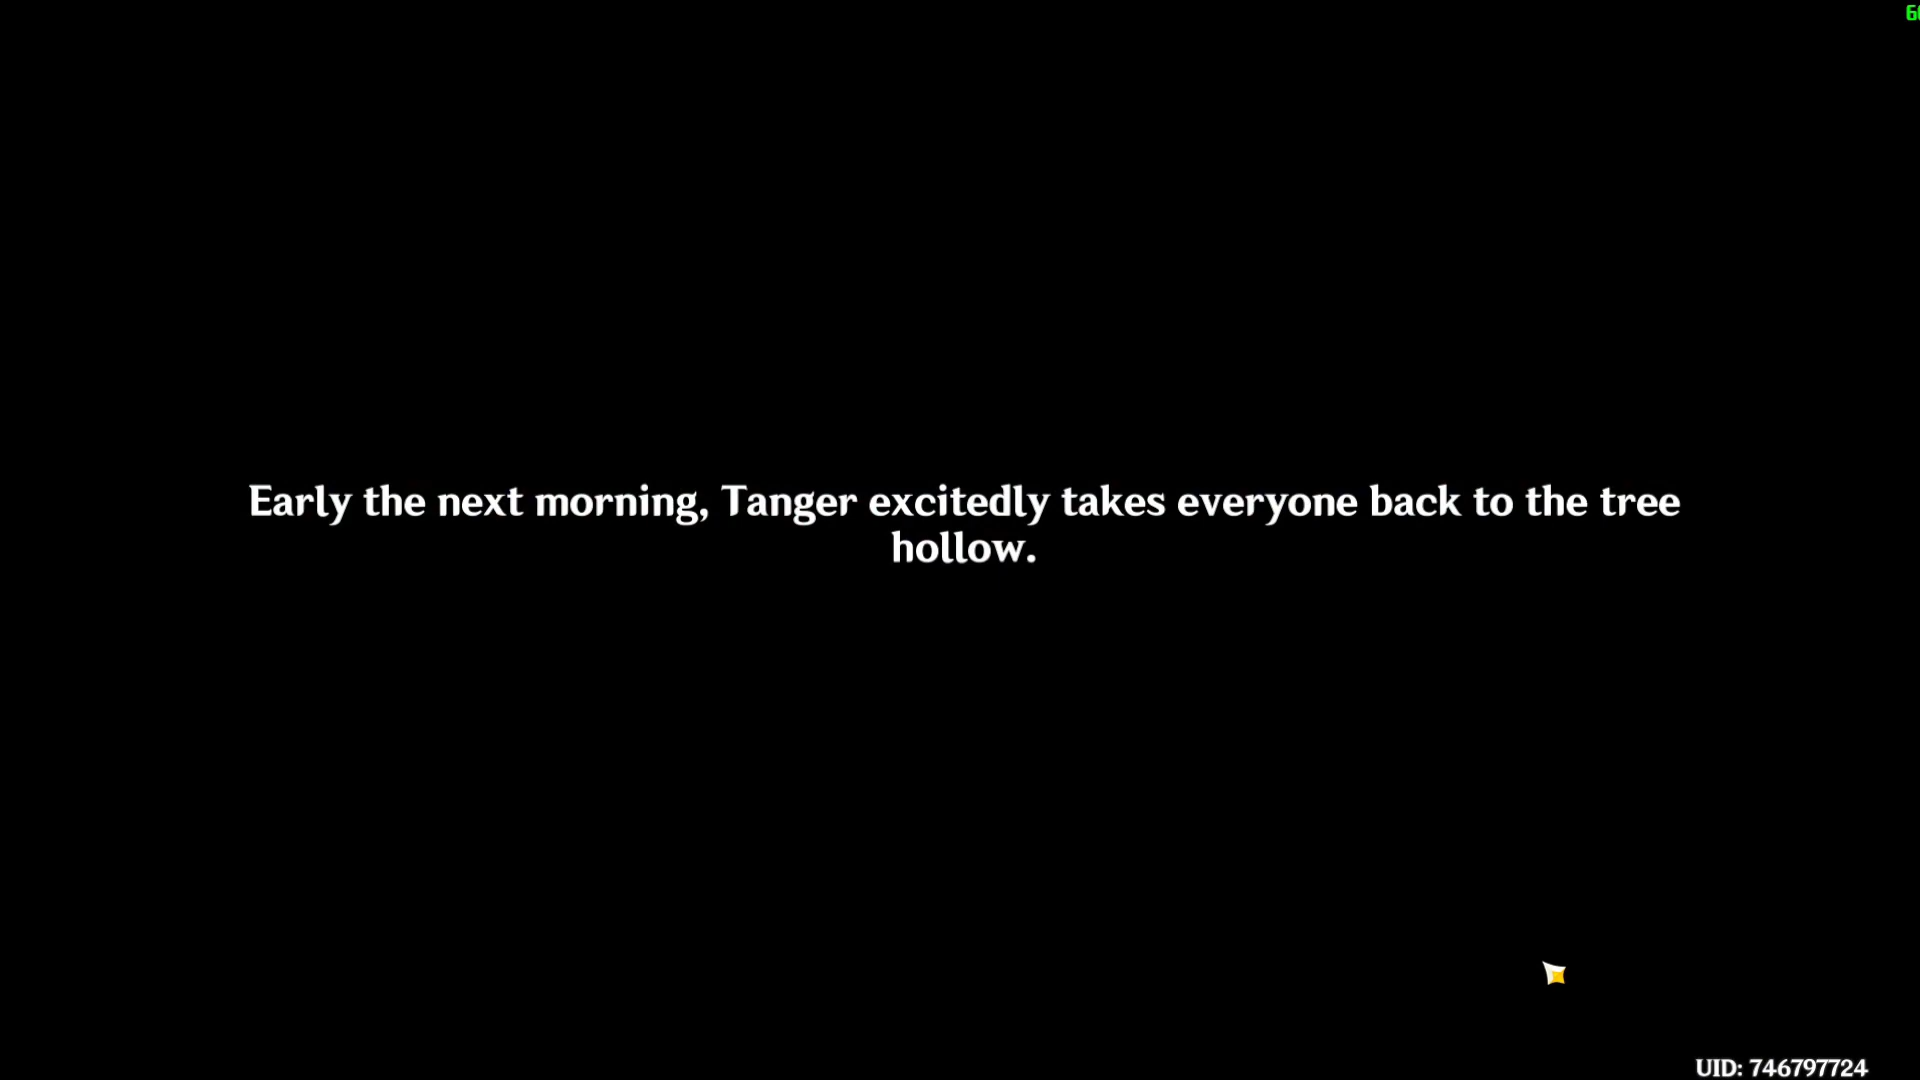 Early the next morning, Tanger excitedly takes everyone back to the tree
hollow.
UID: 746797724